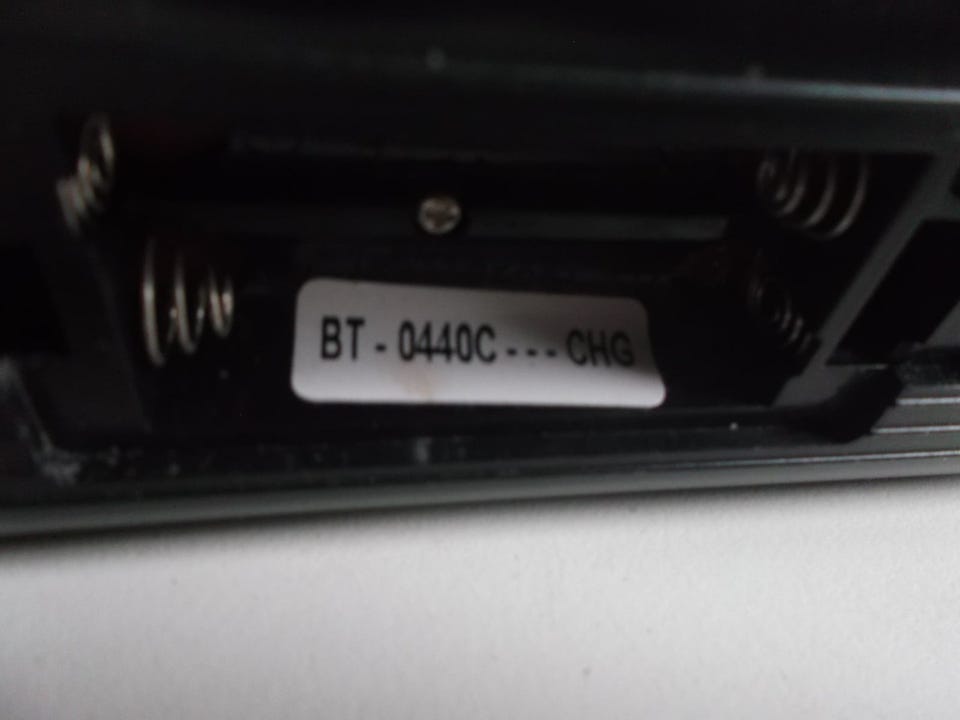 BT - 0440C --- CHG